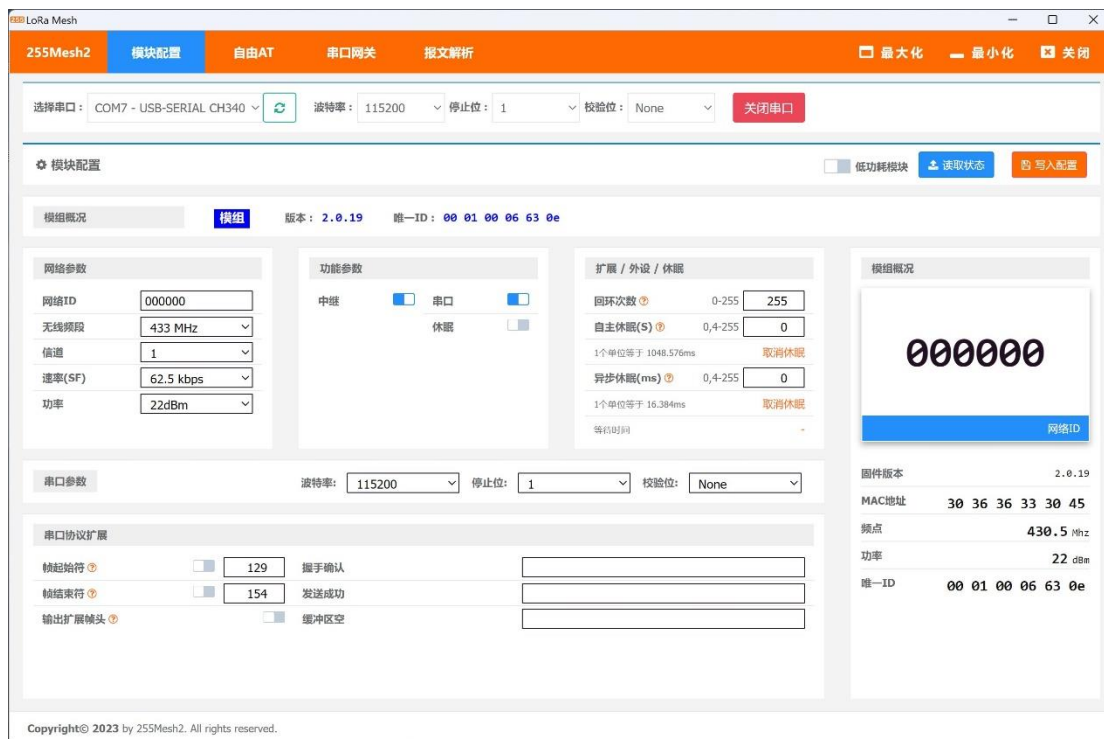 255 LoRa Mesh
255Mesh2 模块配置 自由AT 串口网关 报文解析 最大化 最小化 关闭
选择串口： COM7 - USB-SERIAL CH340 波特率： 115200 停止位： 1 校验位： None 关闭串口
模块配置 低功耗模块 读取状态 写入配置
模组概况 模组 版本： 2.0.19 唯一ID： 00 01 00 06 63 0e
网络参数 功能参数 扩展 / 外设 / 休眠 模组概况
网络ID 000000 中继 串口 回环次数 0-255 255
无线频段 433 MHz 休眠 自主休眠(S) 0,4-255 0
信道 1 1个单位等于 1048.576ms 取消休眠
000000
速率(SF) 62.5 kbps 异步休眠(ms) 0,4-255 0
功率 22dBm 1个单位等于 16.384ms 取消休眠
等待时间 -
网络ID
串口参数 波特率: 115200 停止位: 1 校验位: None
固件版本 2.0.19
MAC地址 30 36 36 33 30 45
频点 430.5 Mhz
功率 22 dBm
唯一ID 00 01 00 06 63 0e
串口协议扩展
帧起始符 129 握手确认
帧结束符 154 发送成功
输出扩展帧头 缓冲区空
Copyright© 2023 by 255Mesh2. All rights reserved.